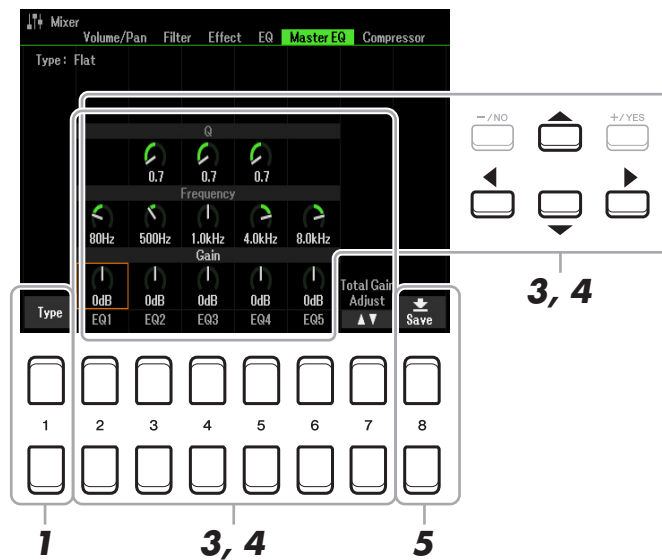 Mixer
Volume/Pan Filter Effect EQ Master EQ Compressor
Type: Flat
Q
0.7 0.7 0.7
Frequency
80Hz 500Hz 1.0kHz 4.0kHz 8.0kHz
Gain
0dB 0dB 0dB 0dB 0dB
Total Gain
Adjust
Type EQ1 EQ2 EQ3 EQ4 EQ5 ▲▼ Save
−/NO +/YES
3, 4
1 2 3 4 5 6 7 8
1 3, 4 5